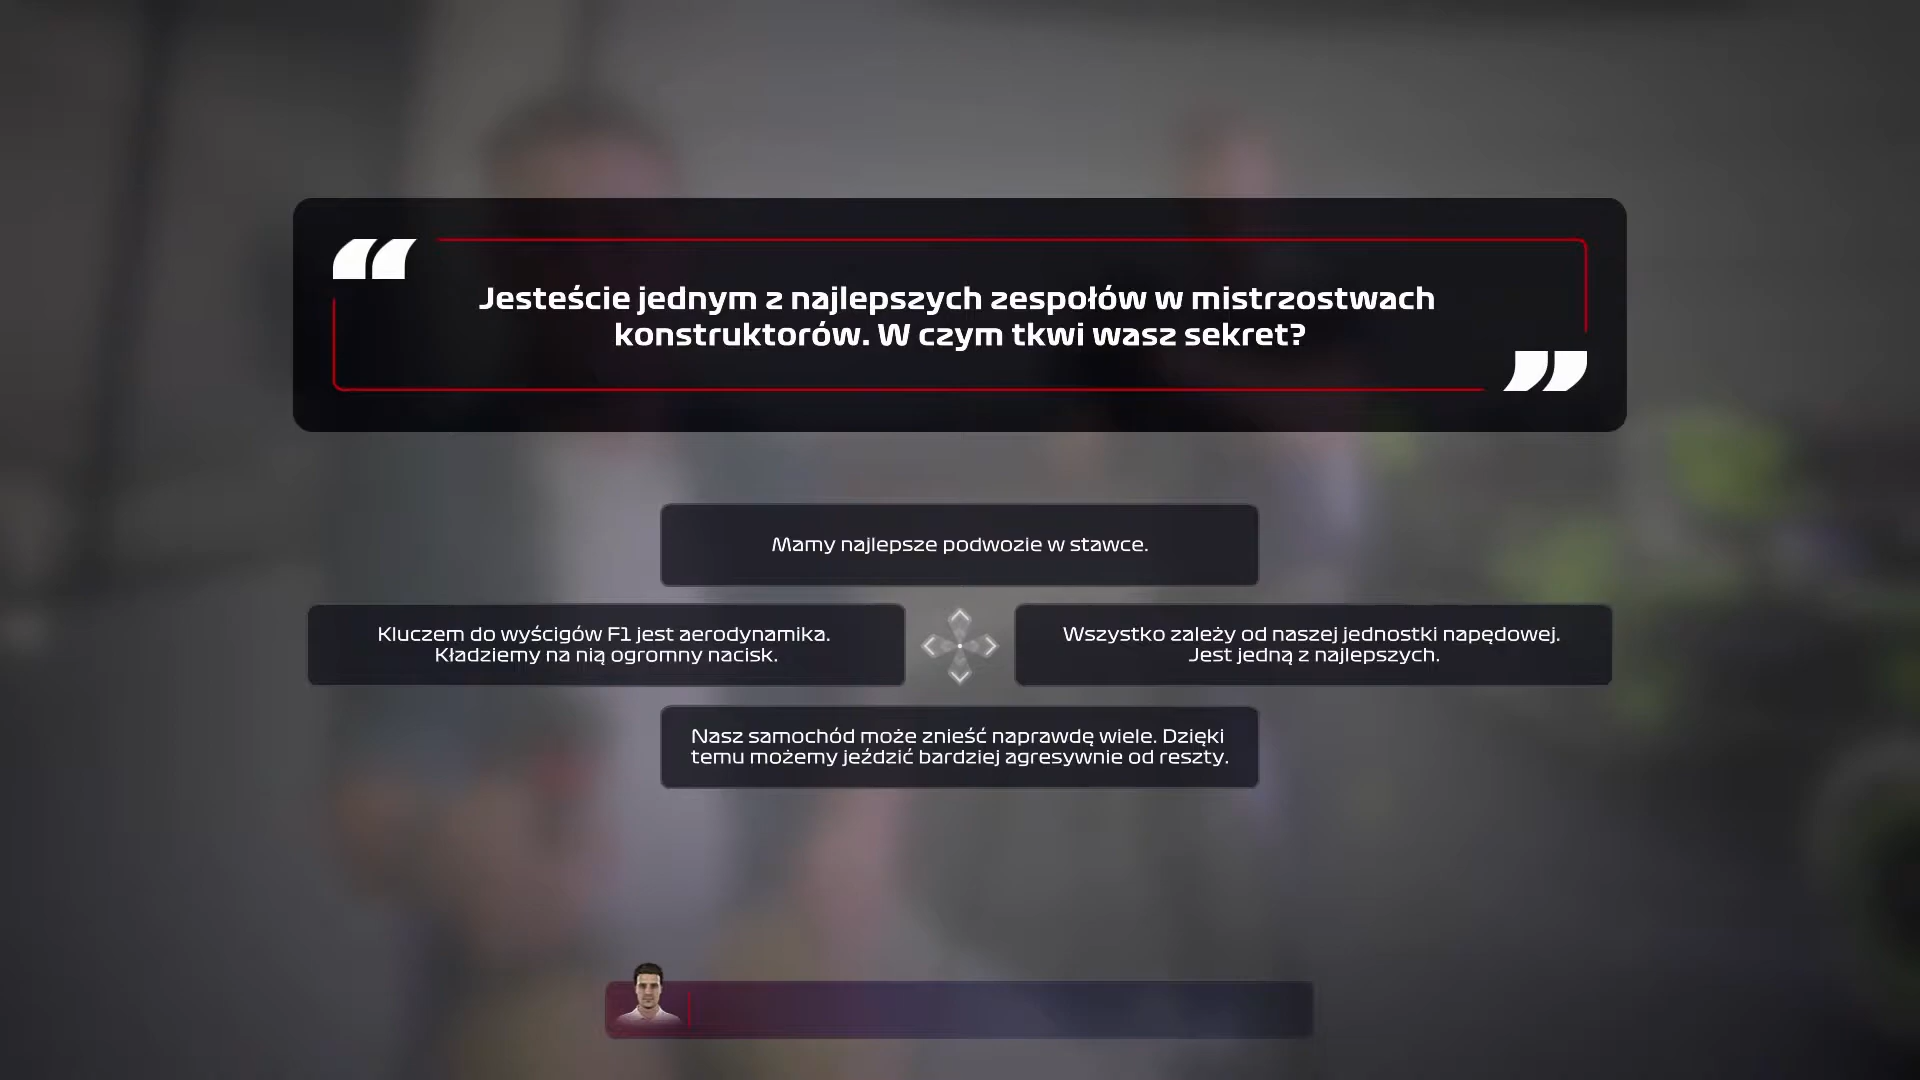 Jesteście jednym z najlepszych zespołów w mistrzostwach
konstruktorów. W czym tkwi wasz sekret?
Mamy najlepsze podwozie w stawce.
Kluczem do wyścigów F1 jest aerodynamika.
Kładziemy na nią ogromny nacisk.
Wszystko zależy od naszej jednostki napędowej.
Jest jedną z najlepszych.
Nasz samochód może znieść naprawdę wiele. Dzięki
temu możemy jeździć bardziej agresywnie od reszty.